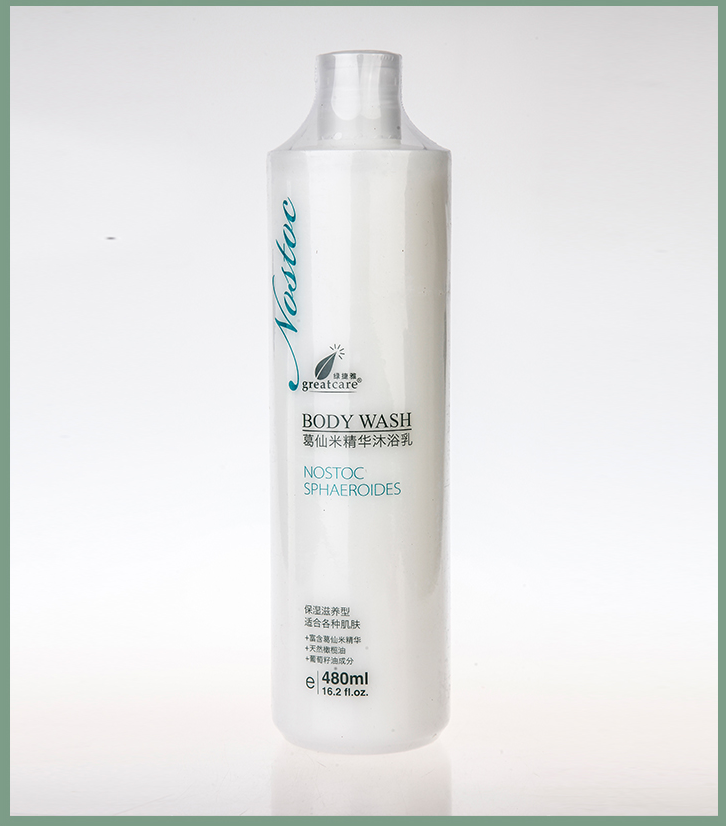 Nostoc
绿捷雅
greatcare®
BODY WASH
葛仙米精华沐浴乳
NOSTOC
SPHAEROIDES
保湿滋养型
适合各种肌肤
+富含葛仙米精华
+天然橄榄油
+葡萄籽油成分
e 480ml
16.2 fl.oz.